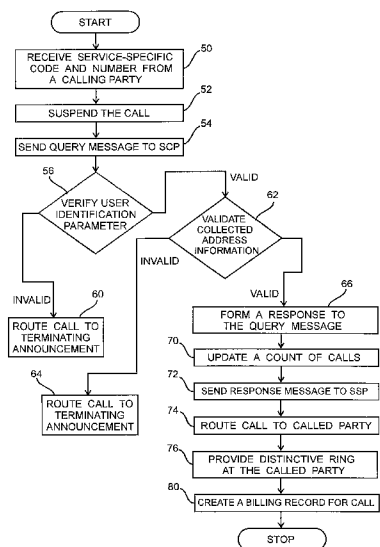 START
RECEIVE SERVICE-SPECIFIC
CODE AND NUMBER FROM
A CALLING PARTY
50
SUSPEND THE CALL
52
54
SEND QUERY MESSAGE TO SCP
56
VERIFY USER
IDENTIFICATION
PARAMETER
VALID
62
VALIDATE
COLLECTED
ADDRESS
INFORMATION
INVALID
INVALID
VALID
60
ROUTE CALL TO
TERMINATING
ANNOUNCEMENT
64
ROUTE CALL TO
TERMINATING
ANNOUNCEMENT
66
FORM A RESPONSE TO
THE QUERY MESSAGE
70
UPDATE A COUNT OF CALLS
72
SEND RESPONSE MESSAGE TO SSP
74
ROUTE CALL TO CALLED PARTY
76
PROVIDE DISTINCTIVE RING
AT THE CALLED PARTY
80
CREATE A BILLING RECORD FOR CALL
STOP